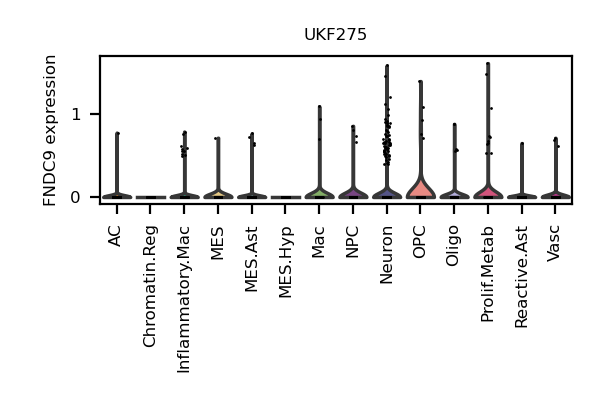 UKF275
FNDC9 expression
1
0
AC
Chromatin.Reg
Inflammatory.Mac
MES
MES.Ast
MES.Hyp
Mac
NPC
Neuron
OPC
Oligo
Prolif.Metab
Reactive.Ast
Vasc